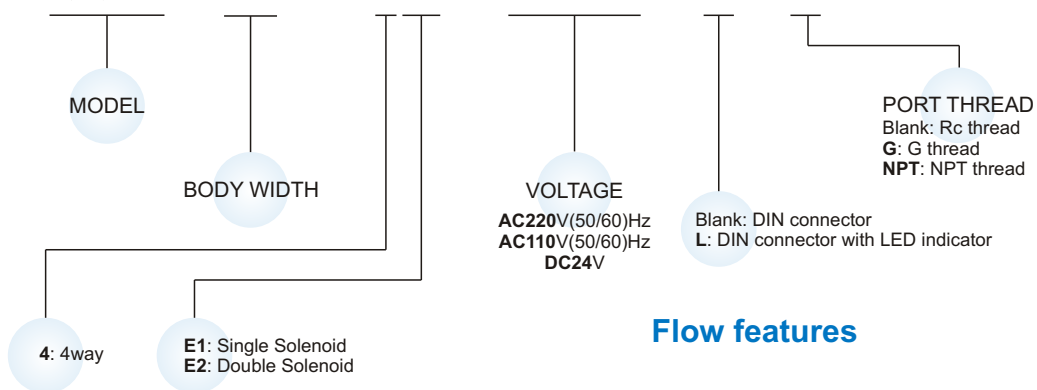 MODEL
BODY WIDTH
4: 4way
E1: Single Solenoid
E2: Double Solenoid
VOLTAGE
AC220V(50/60)Hz
AC110V(50/60)Hz
DC24V
Blank: DIN connector
L: DIN connector with LED indicator
PORT THREAD
Blank: Rc thread
G: G thread
NPT: NPT thread
Flow features